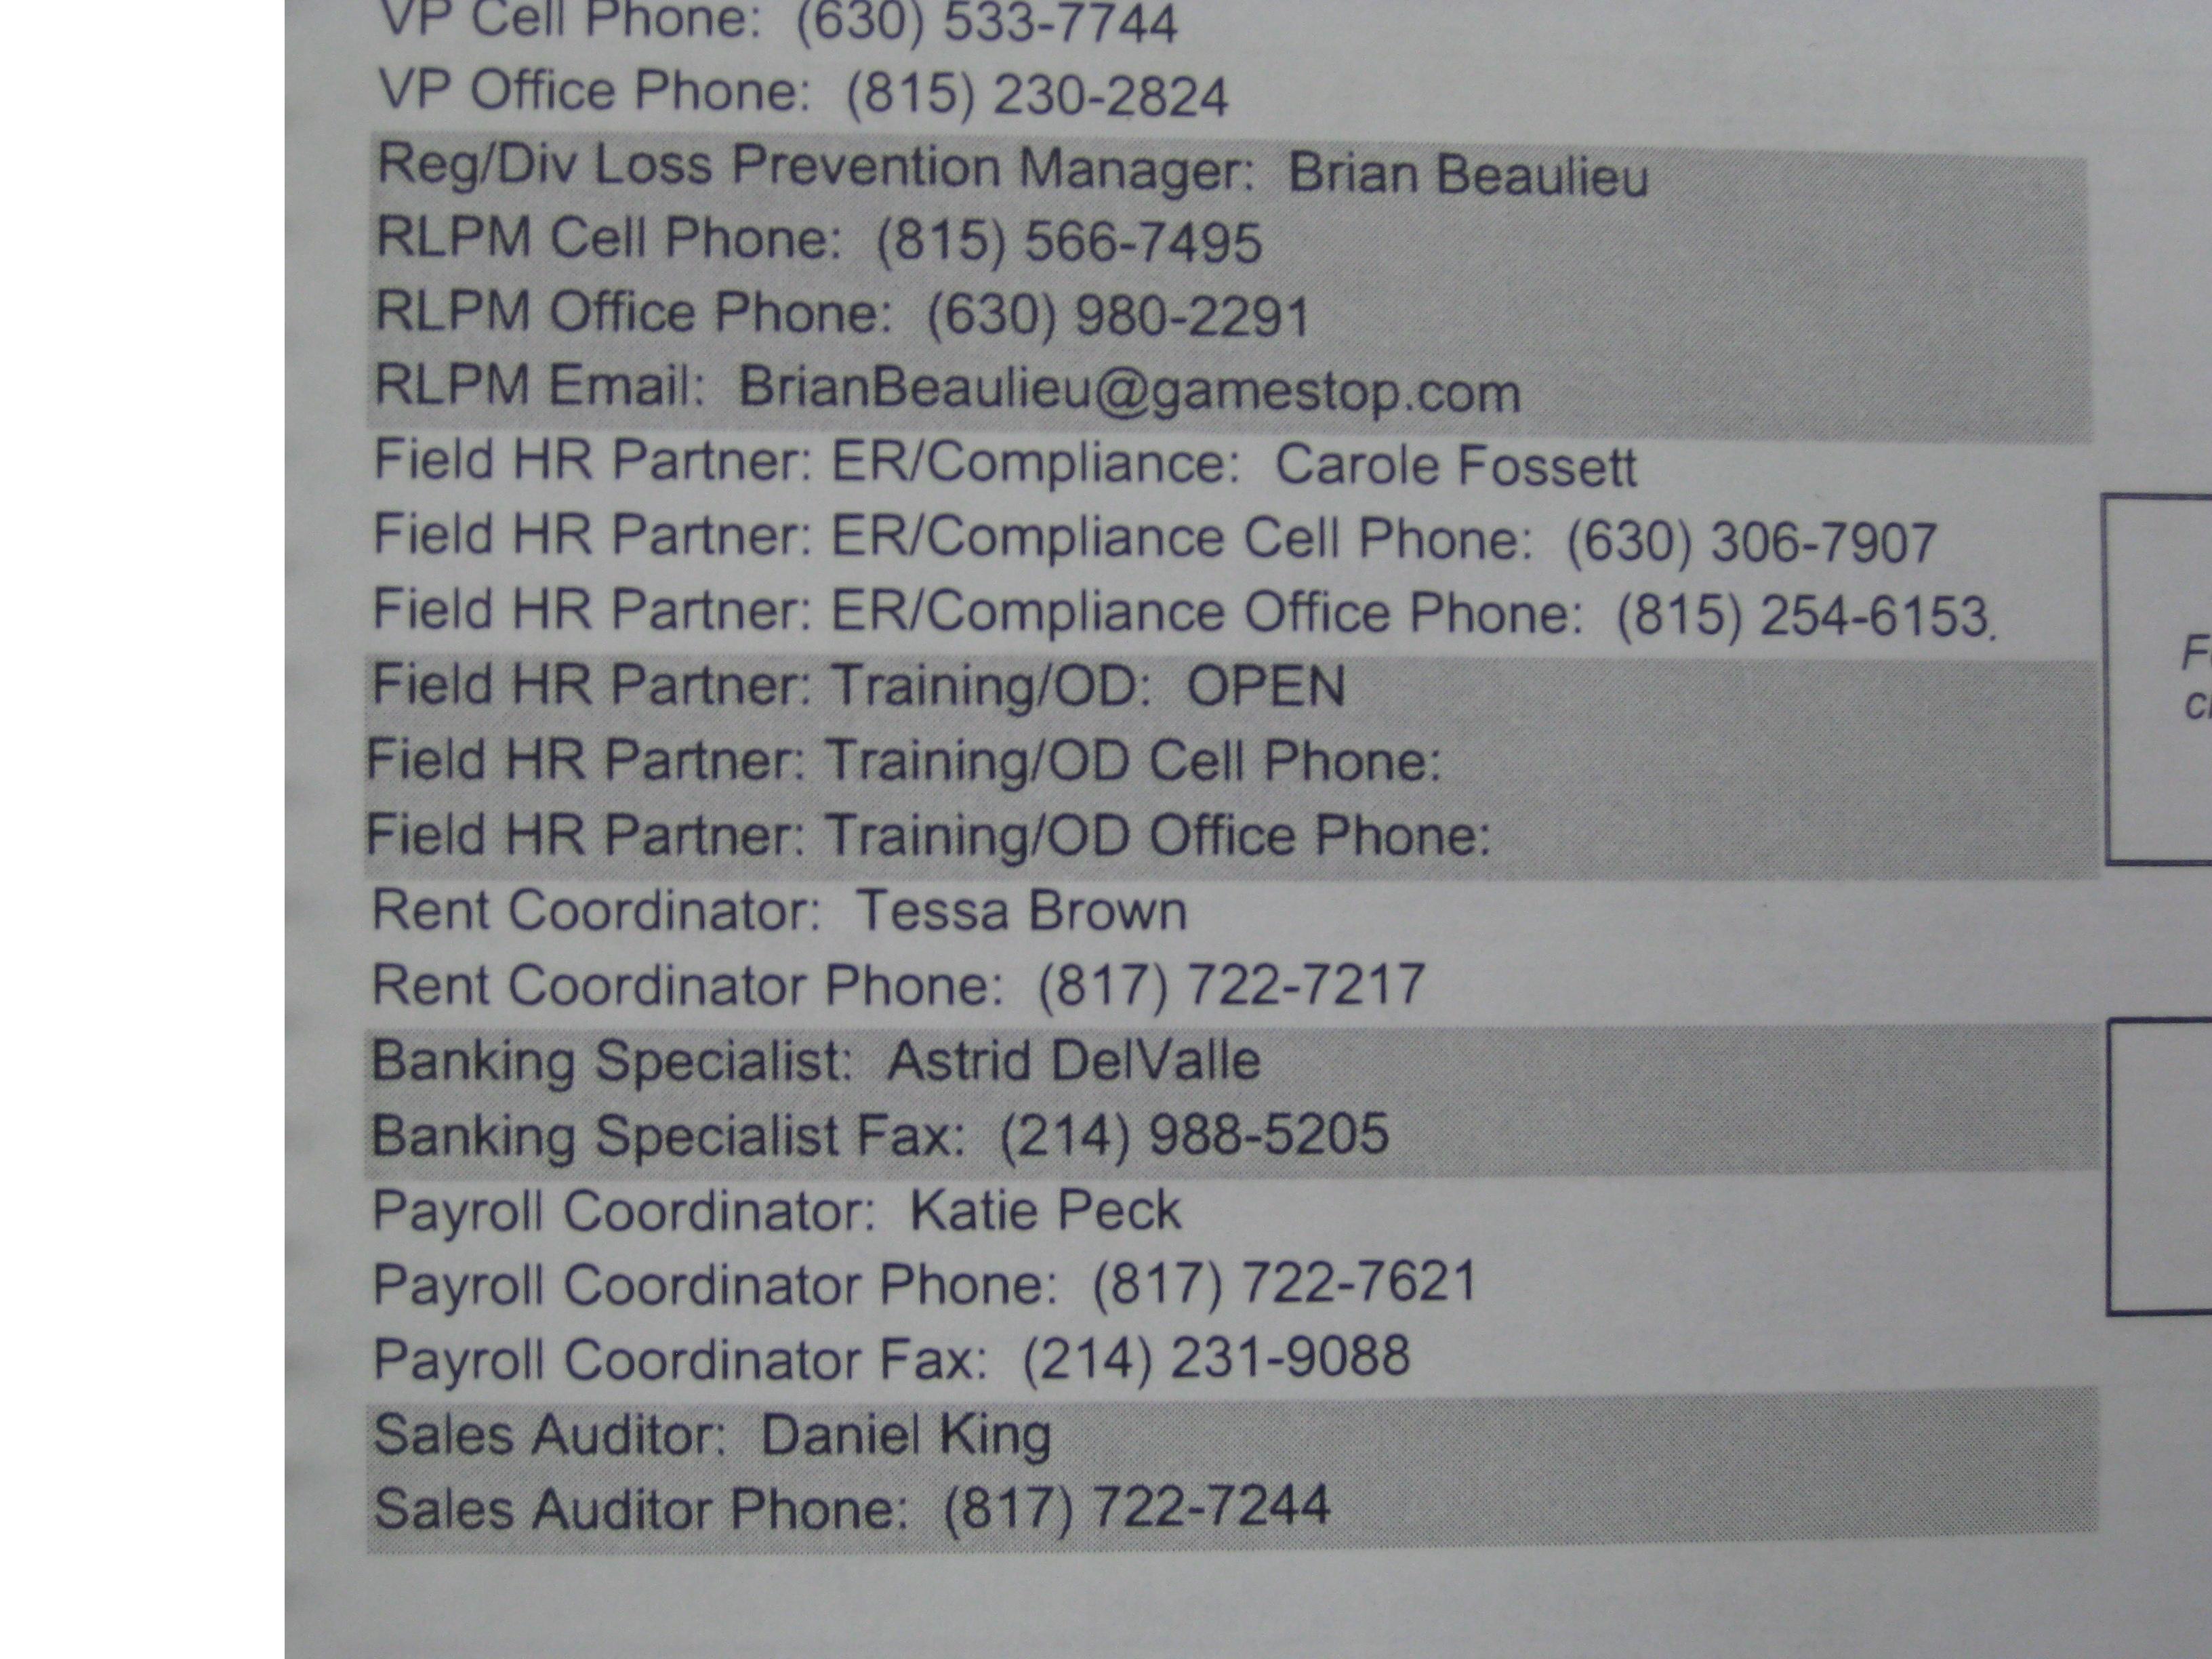 VP Cell Phone: (630) 533-7744
VP Office Phone: (815) 230-2824
Reg/Div Loss Prevention Manager: Brian Beaulieu
RLPM Cell Phone: (815) 566-7495
RLPM Office Phone: (630) 980-2291
RLPM Email: BrianBeaulieu@gamestop.com
Field HR Partner: ER/Compliance: Carole Fossett
Field HR Partner: ER/Compliance Cell Phone: (630) 306-7907
Field HR Partner: ER/Compliance Office Phone: (815) 254-6153.
Field HR Partner: Training/OD: OPEN
Field HR Partner: Training/OD Cell Phone:
Field HR Partner: Training/OD Office Phone:
Rent Coordinator: Tessa Brown
Rent Coordinator Phone: (817) 722-7217
Banking Specialist: Astrid DelValle
Banking Specialist Fax: (214) 988-5205
Payroll Coordinator: Katie Peck
Payroll Coordinator Phone: (817) 722-7621
Payroll Coordinator Fax: (214) 231-9088
Sales Auditor: Daniel King
Sales Auditor Phone: (817) 722-7244